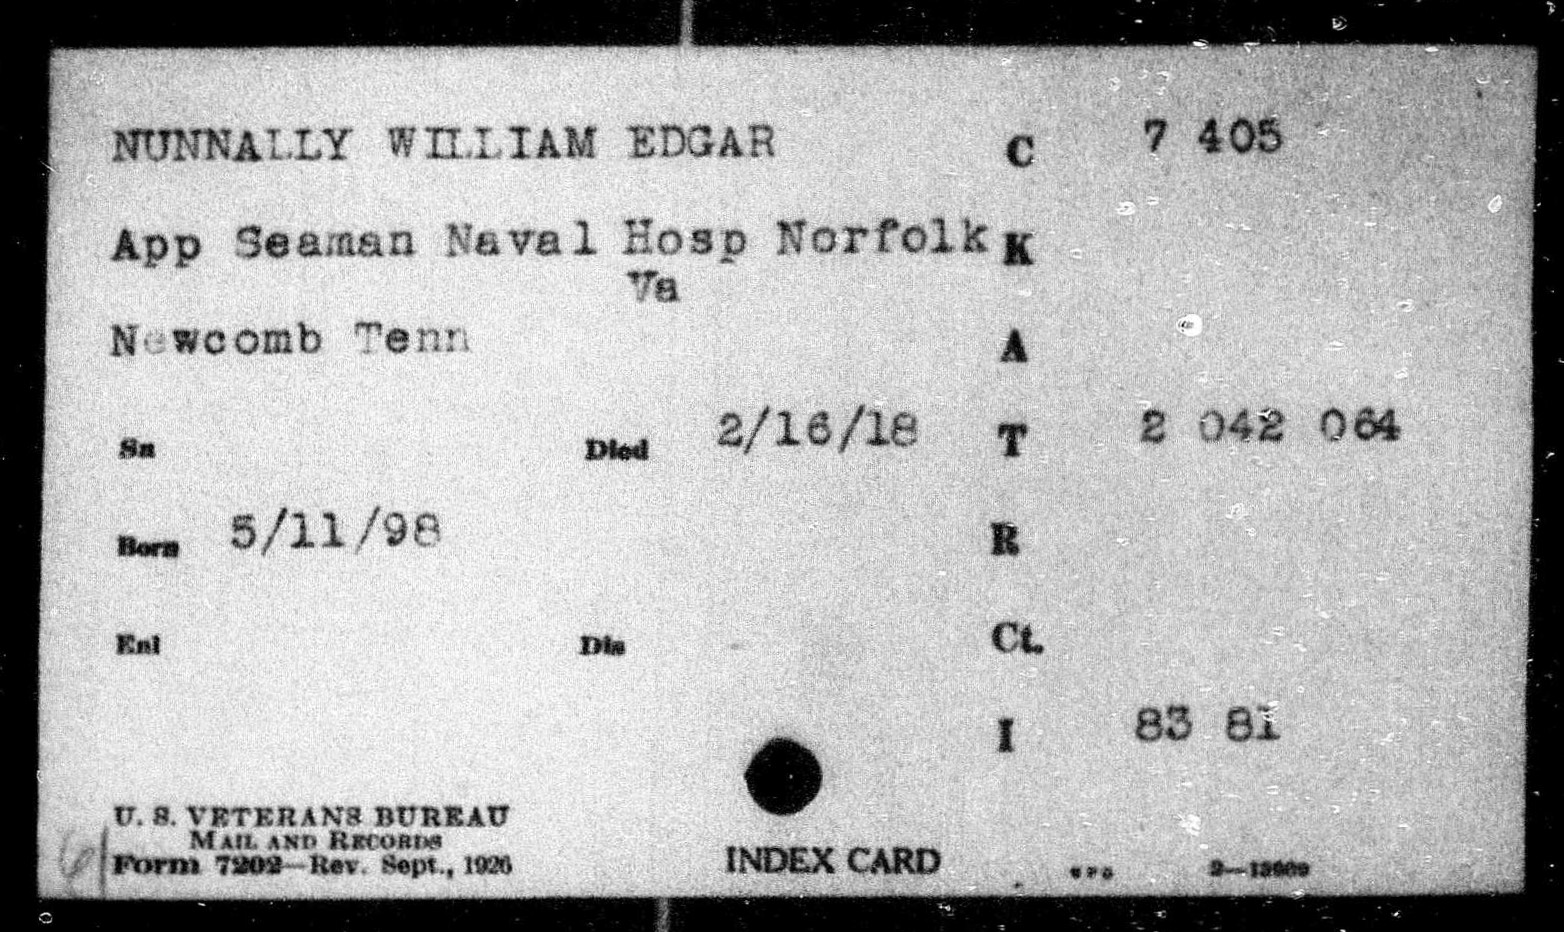 NUNNALLY WILLIAM EDGAR C 7 405
App Seaman Naval Hosp Norfolk K
Va
Newcomb Tenn A
Sn Died 2/16/18 T 2 042 064
Born 5/11/98 R
Enl Dis Ct.
I 83 81
U. S. VETERANS BUREAU
MAIL AND RECORDS
Form 7202—Rev. Sept., 1926 INDEX CARD GPO